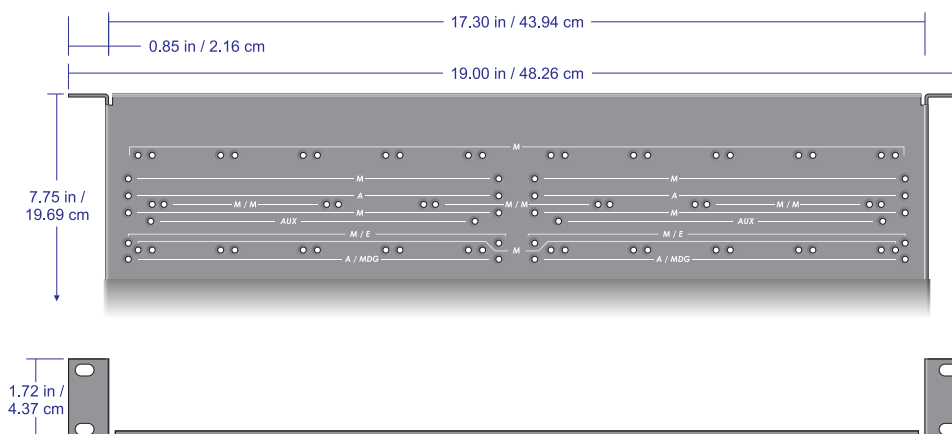 17.30 in / 43.94 cm
0.85 in / 2.16 cm
19.00 in / 48.26 cm
M
M M
7.75 in /
19.69 cm
A A
M / M M / M M / M
M M
AUX AUX
M / E M / E
M
A / MDG A / MDG
1.72 in /
4.37 cm